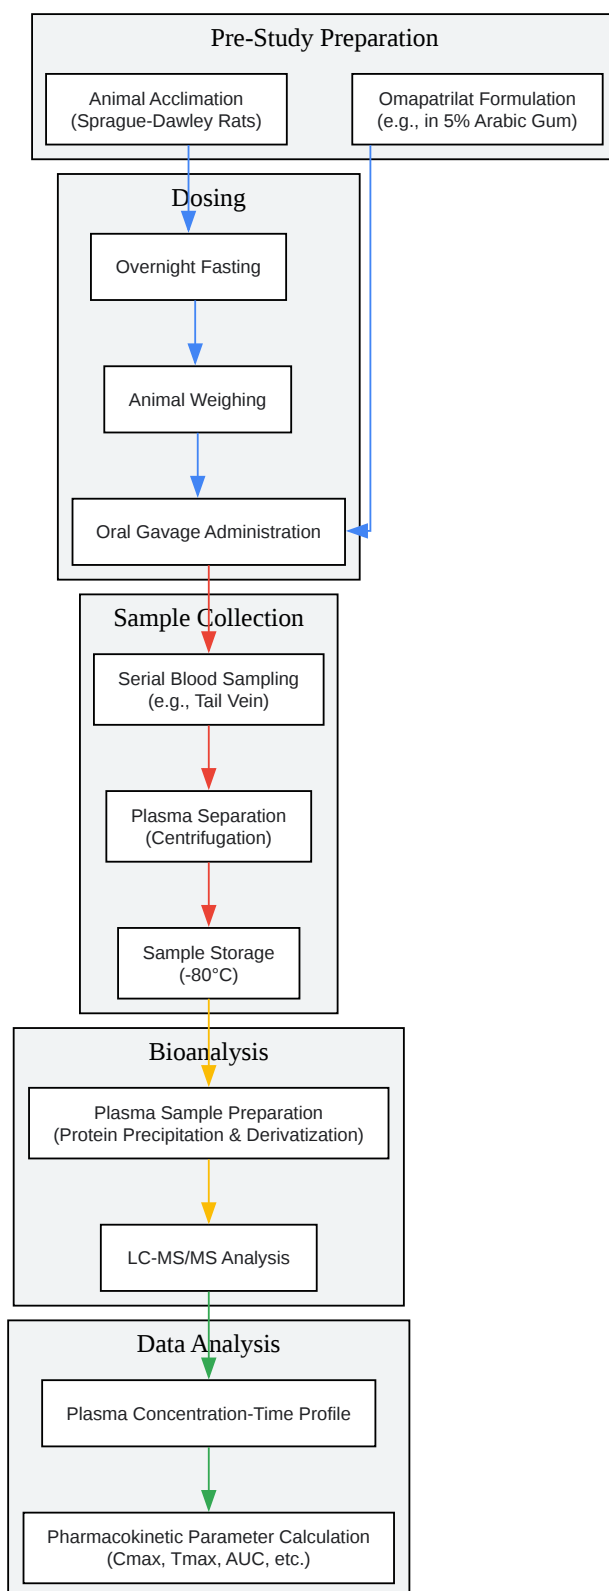 Pre-Study Preparation
Animal Acclimation
(Sprague-Dawley Rats)
Omapatrilat Formulation
(e.g., in 5% Arabic Gum)
Dosing
Overnight Fasting
Animal Weighing
Oral Gavage Administration
Sample Collection
Serial Blood Sampling
(e.g., Tail Vein)
Plasma Separation
(Centrifugation)
Sample Storage
(-80°C)
Bioanalysis
Plasma Sample Preparation
(Protein Precipitation & Derivatization)
LC-MS/MS Analysis
Data Analysis
Plasma Concentration-Time Profile
Pharmacokinetic Parameter Calculation
(Cmax, Tmax, AUC, etc.)